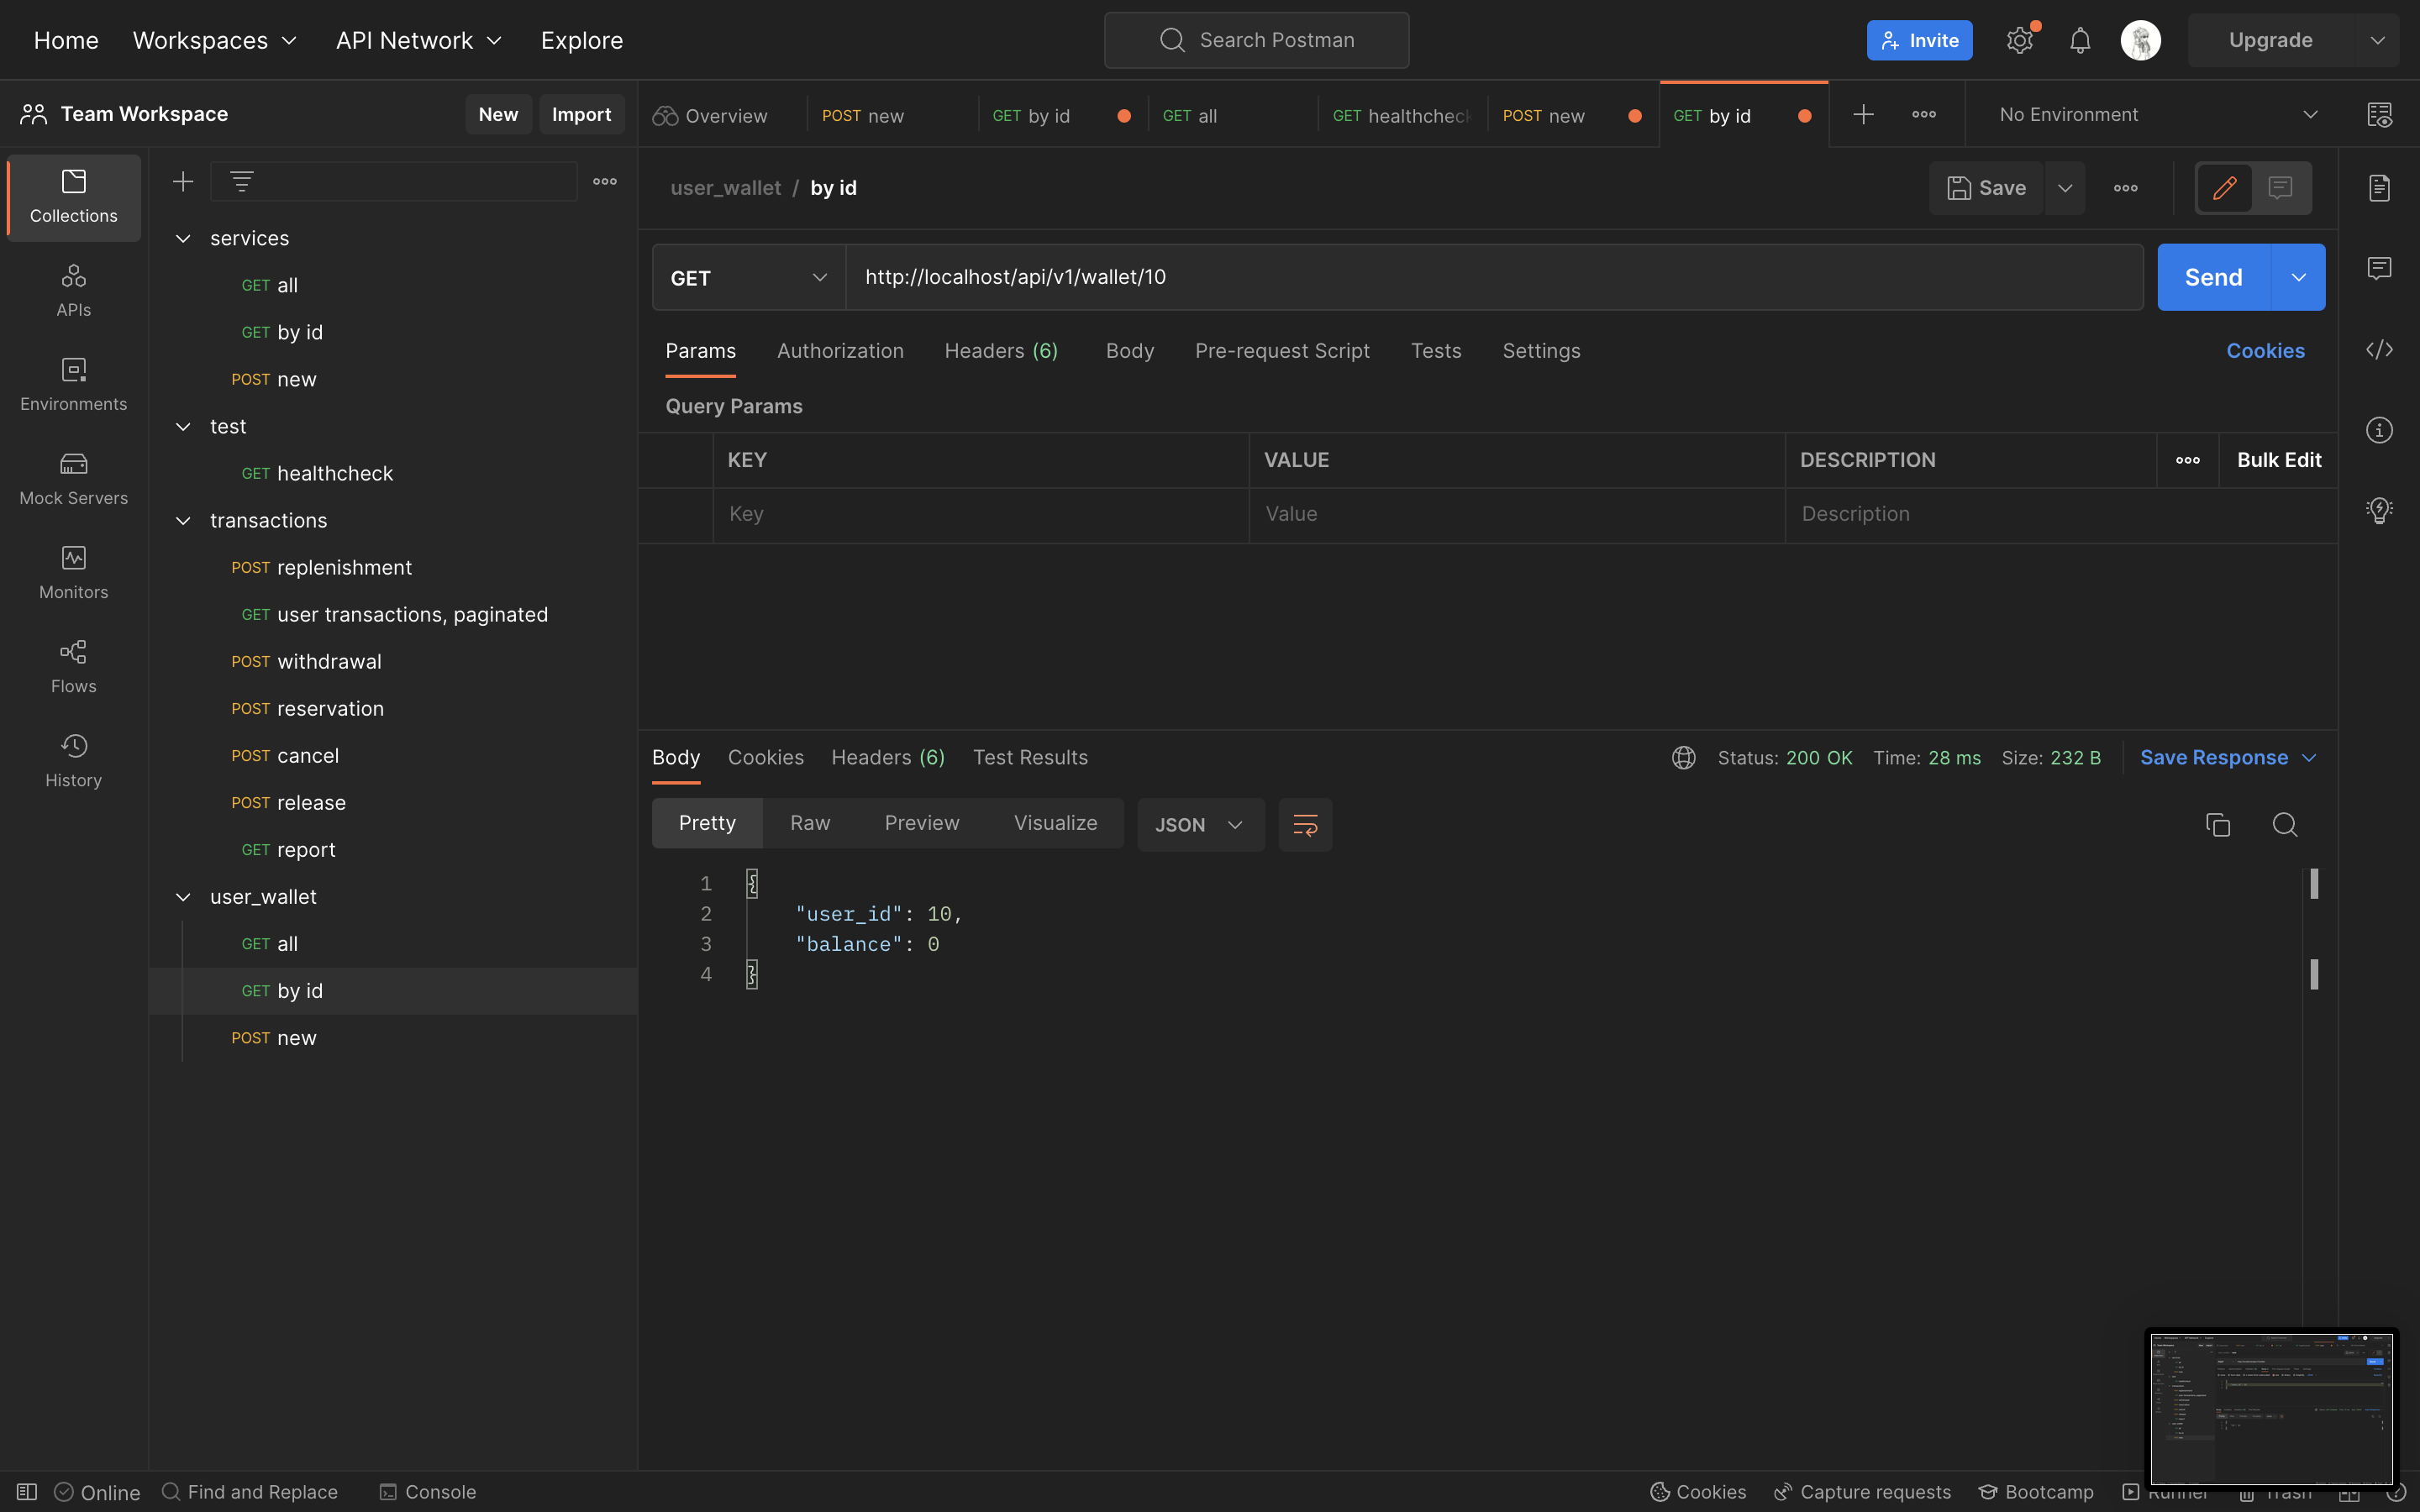 Home Workspaces API Network Explore Search Postman Invite Upgrade
Team Workspace New Import
Overview POST new GET by id GET all GET healthchec POST new GET by id No Environment
Collections
APIs
Environments
Mock Servers
Monitors
Flows
History
services
GET all
GET by id
POST new
test
GET healthcheck
transactions
POST replenishment
GET user transactions, paginated
POST withdrawal
POST reservation
POST cancel
POST release
GET report
user_wallet
GET all
GET by id
POST new
user_wallet / by id Save
GET http://localhost/api/v1/wallet/10 Send
Params Authorization Headers (6) Body Pre-request Script Tests Settings Cookies
Query Params
KEY VALUE DESCRIPTION Bulk Edit
Key Value Description
Body Cookies Headers (6) Test Results Status: 200 OK Time: 28 ms Size: 232 B Save Response
Pretty Raw Preview Visualize JSON
1 {
2 "user_id": 10,
3 "balance": 0
4 }
Online Find and Replace Console Cookies Capture requests Bootcamp Runner Trash